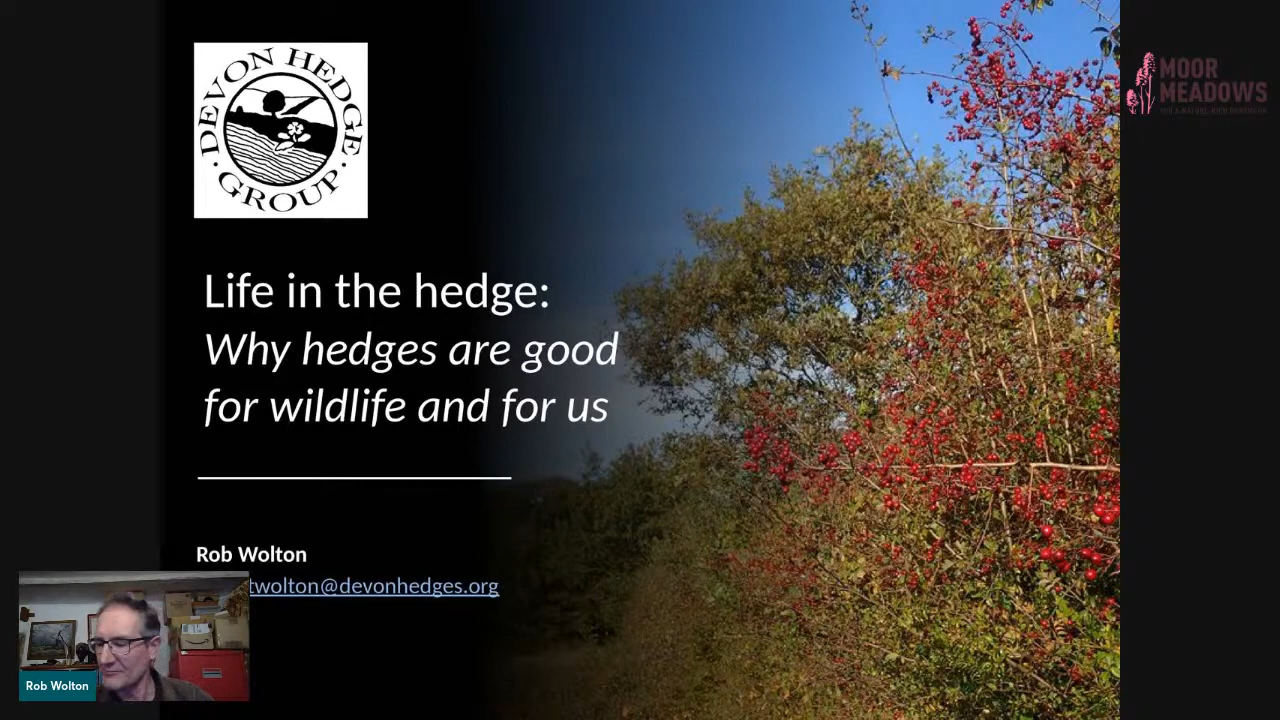 DEVON HEDGE
· GROUP ·
MOOR
MEADOWS
Life in the hedge:
Why hedges are good
for wildlife and for us
Rob Wolton
twolton@devonhedges.org
Rob Wolton